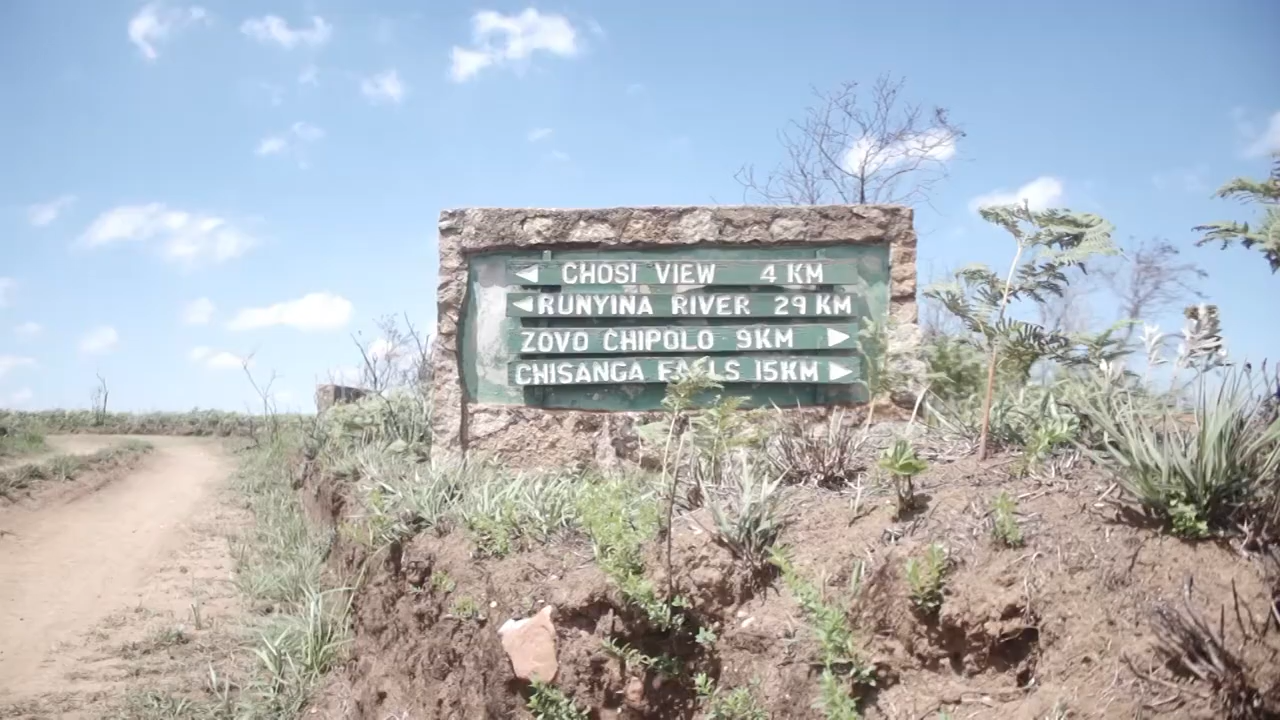 ◀ CHOSI VIEW 4 KM
◀ RUNYINA RIVER 29 KM
ZOVO CHIPOLO 9KM ▶
CHISANGA FALLS 15KM ▶